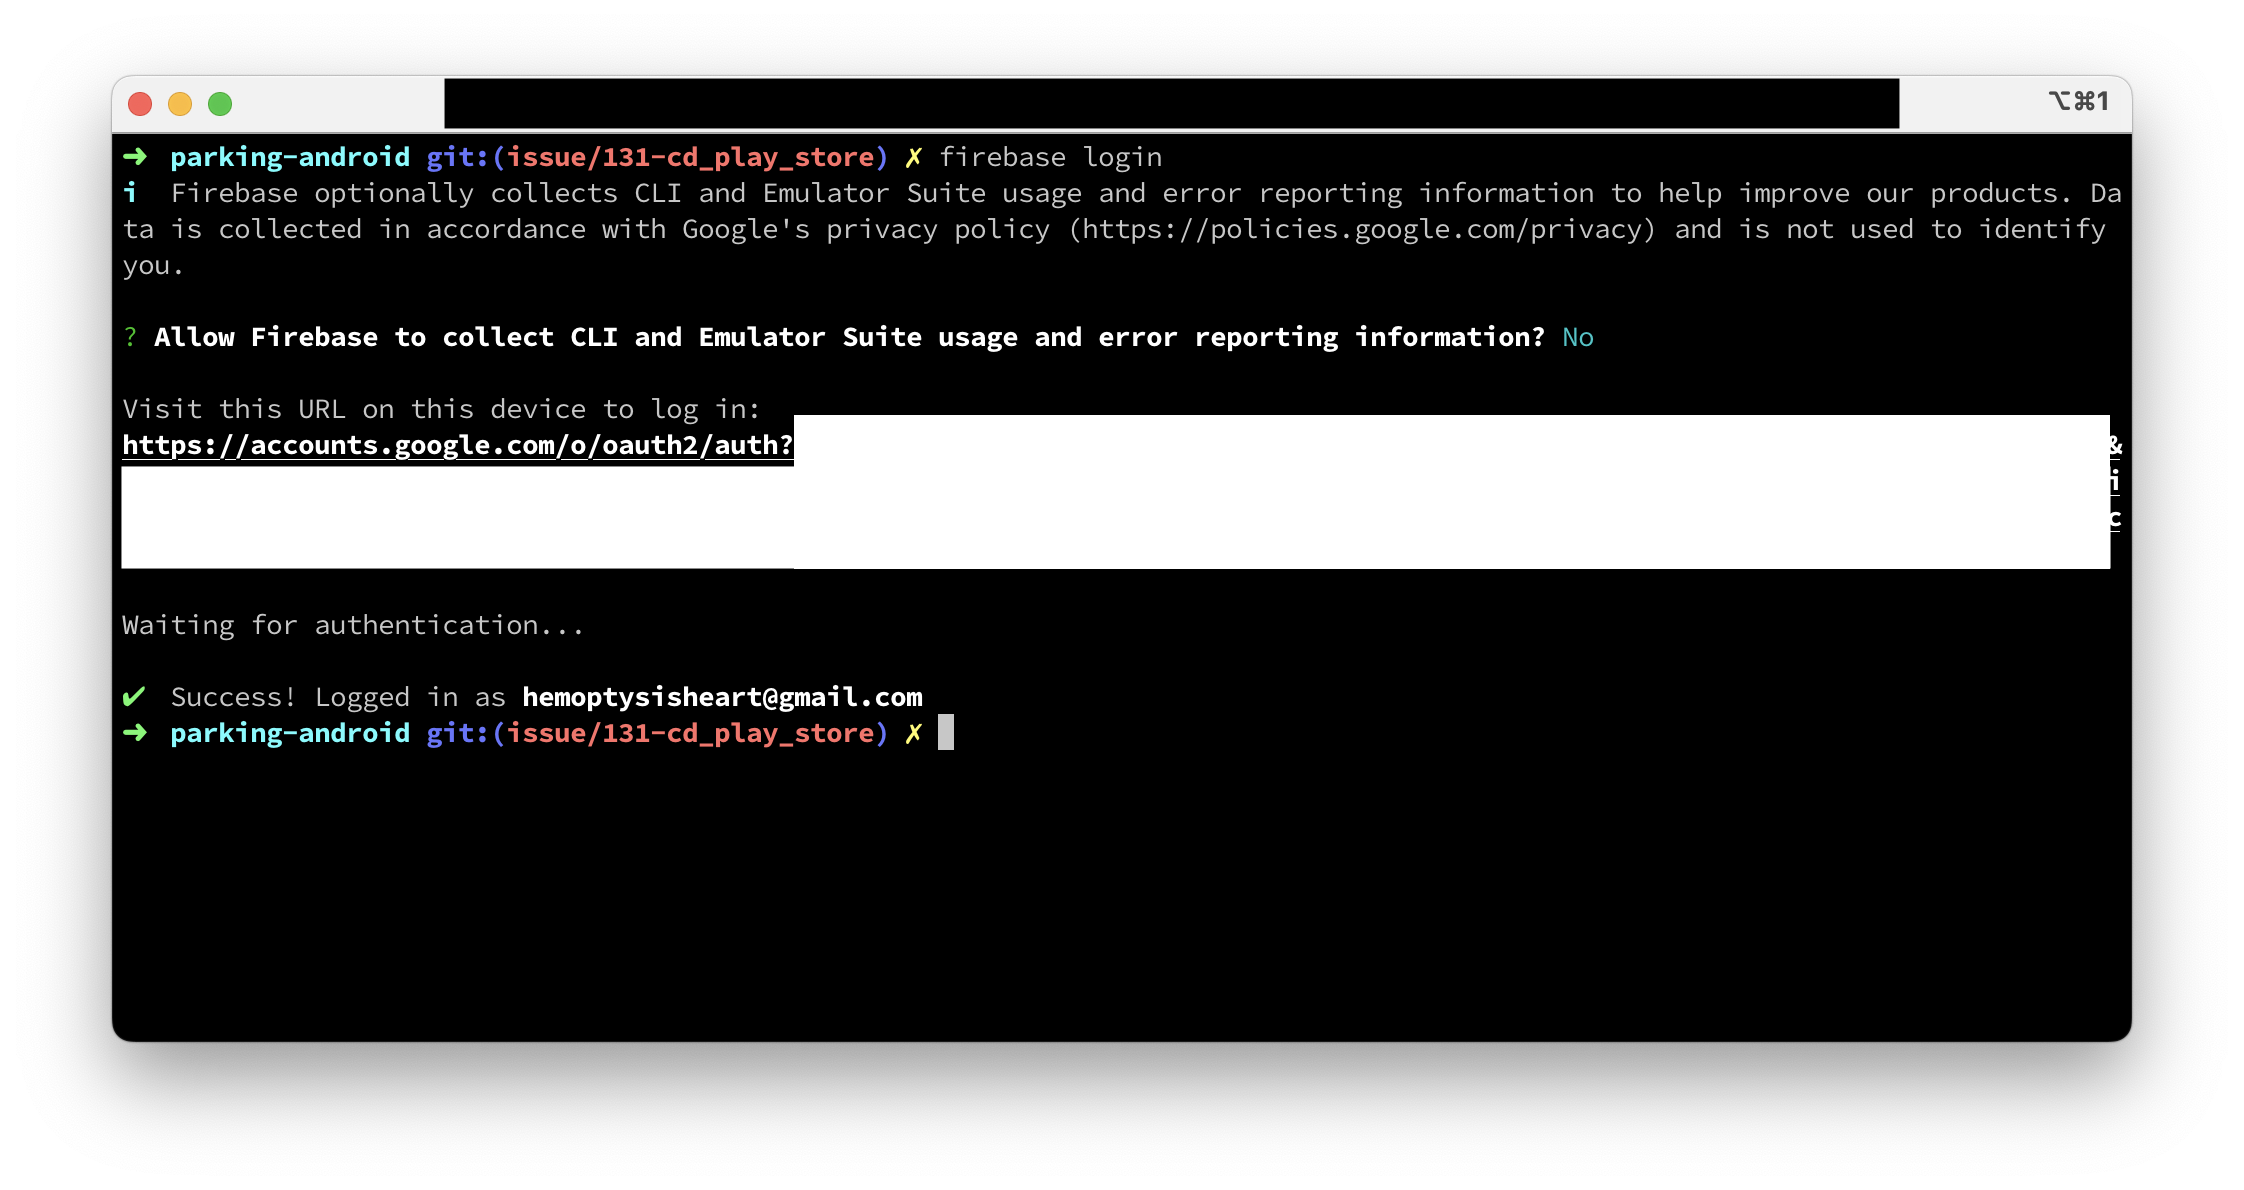 ⌥⌘1
➜ parking-android git:(issue/131-cd_play_store) ✗ firebase login
i Firebase optionally collects CLI and Emulator Suite usage and error reporting information to help improve our products. Da
ta is collected in accordance with Google's privacy policy (https://policies.google.com/privacy) and is not used to identify
you.
? Allow Firebase to collect CLI and Emulator Suite usage and error reporting information? No
Visit this URL on this device to log in:
https://accounts.google.com/o/oauth2/auth? &
i
c
Waiting for authentication...
✔ Success! Logged in as hemoptysisheart@gmail.com
➜ parking-android git:(issue/131-cd_play_store) ✗